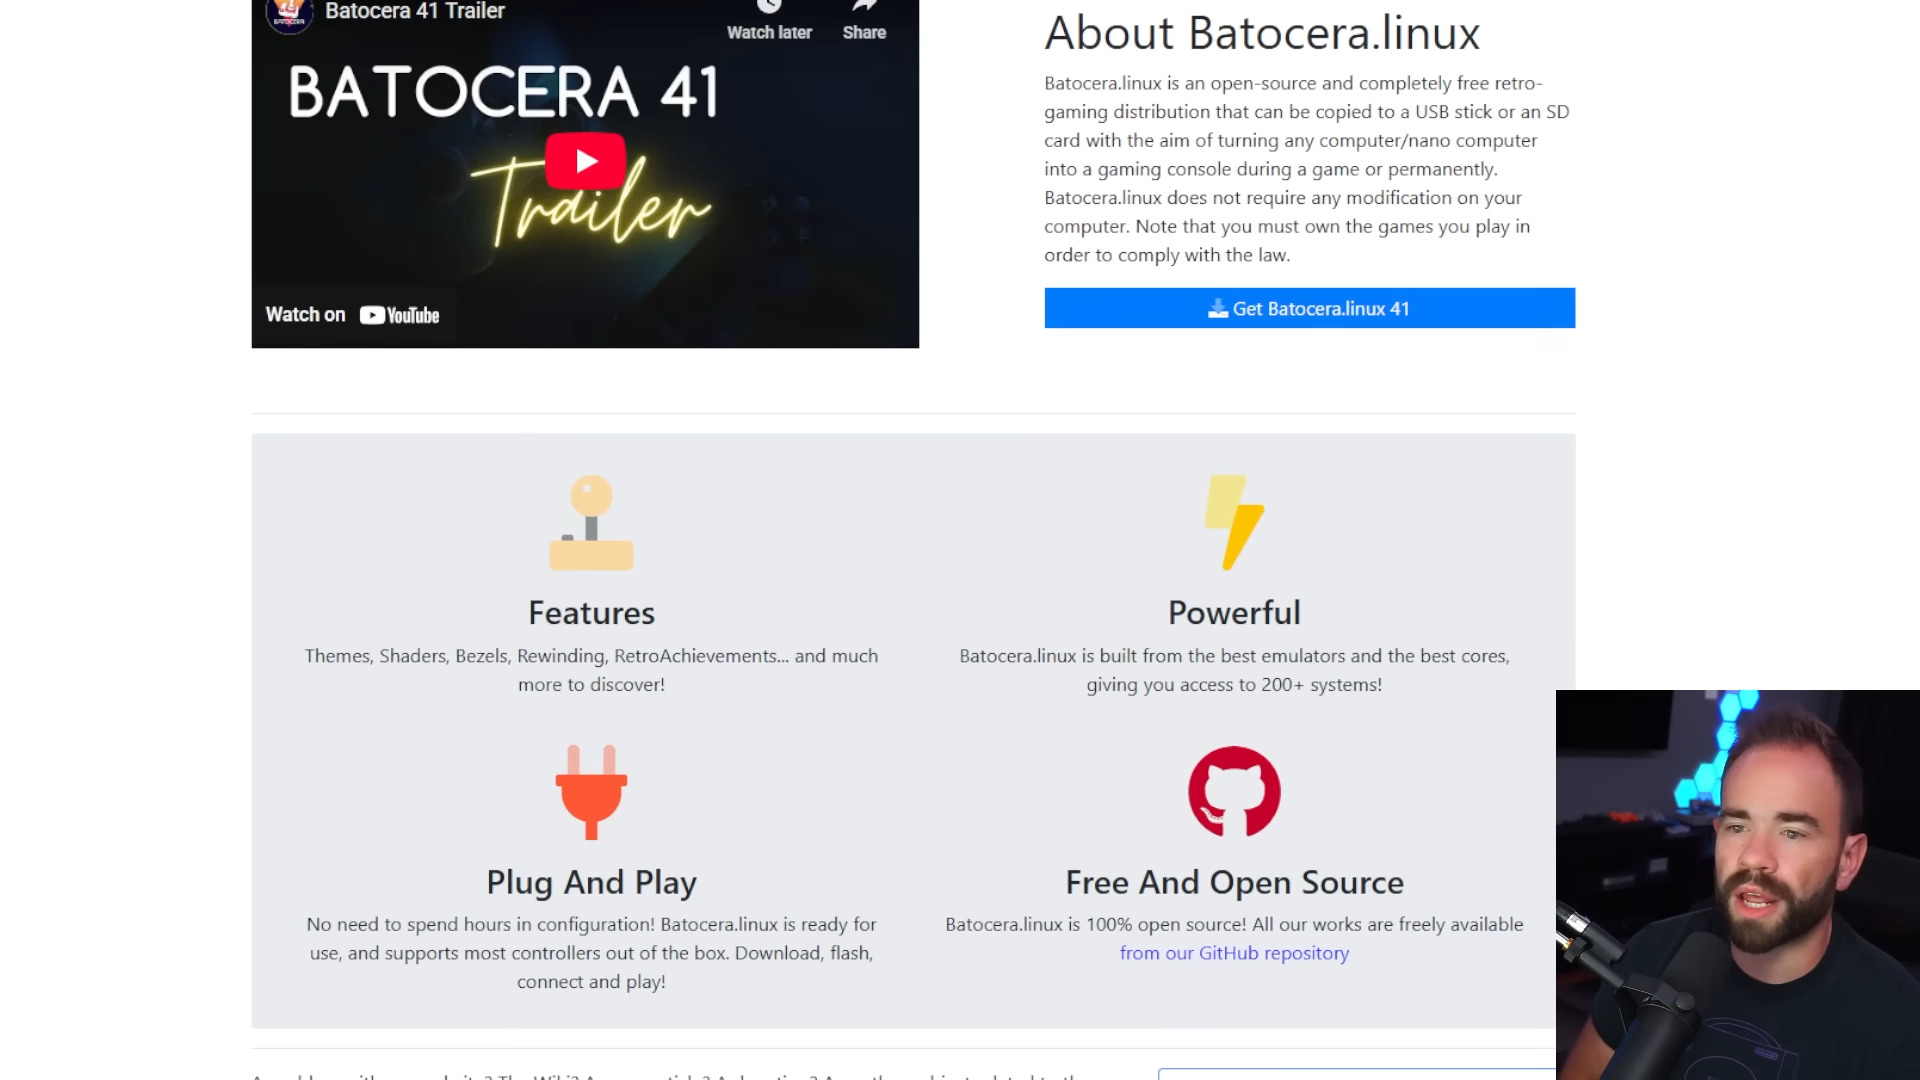 Batocera 41 Trailer
Watch later
Share
BATOCERA 41
Trailer
Watch on YouTube
About Batocera.linux
Batocera.linux is an open-source and completely free retro-
gaming distribution that can be copied to a USB stick or an SD
card with the aim of turning any computer/nano computer
into a gaming console during a game or permanently.
Batocera.linux does not require any modification on your
computer. Note that you must own the games you play in
order to comply with the law.
Get Batocera.linux 41
Features
Themes, Shaders, Bezels, Rewinding, RetroAchievements... and much
more to discover!
Powerful
Batocera.linux is built from the best emulators and the best cores,
giving you access to 200+ systems!
Plug And Play
No need to spend hours in configuration! Batocera.linux is ready for
use, and supports most controllers out of the box. Download, flash,
connect and play!
Free And Open Source
Batocera.linux is 100% open source! All our works are freely available
from our GitHub repository